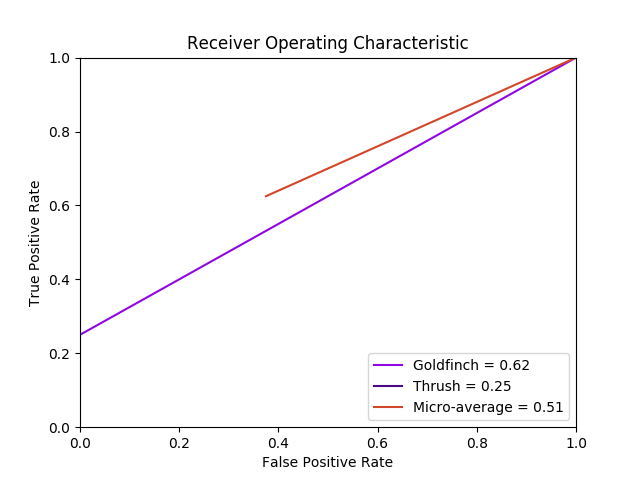 Receiver Operating Characteristic
1.0
0.8
0.6
0.4
0.2
0.0
True Positive Rate
Goldfinch = 0.62
Thrush = 0.25
Micro-average = 0.51
0.0 0.2 0.4 0.6 0.8 1.0
False Positive Rate